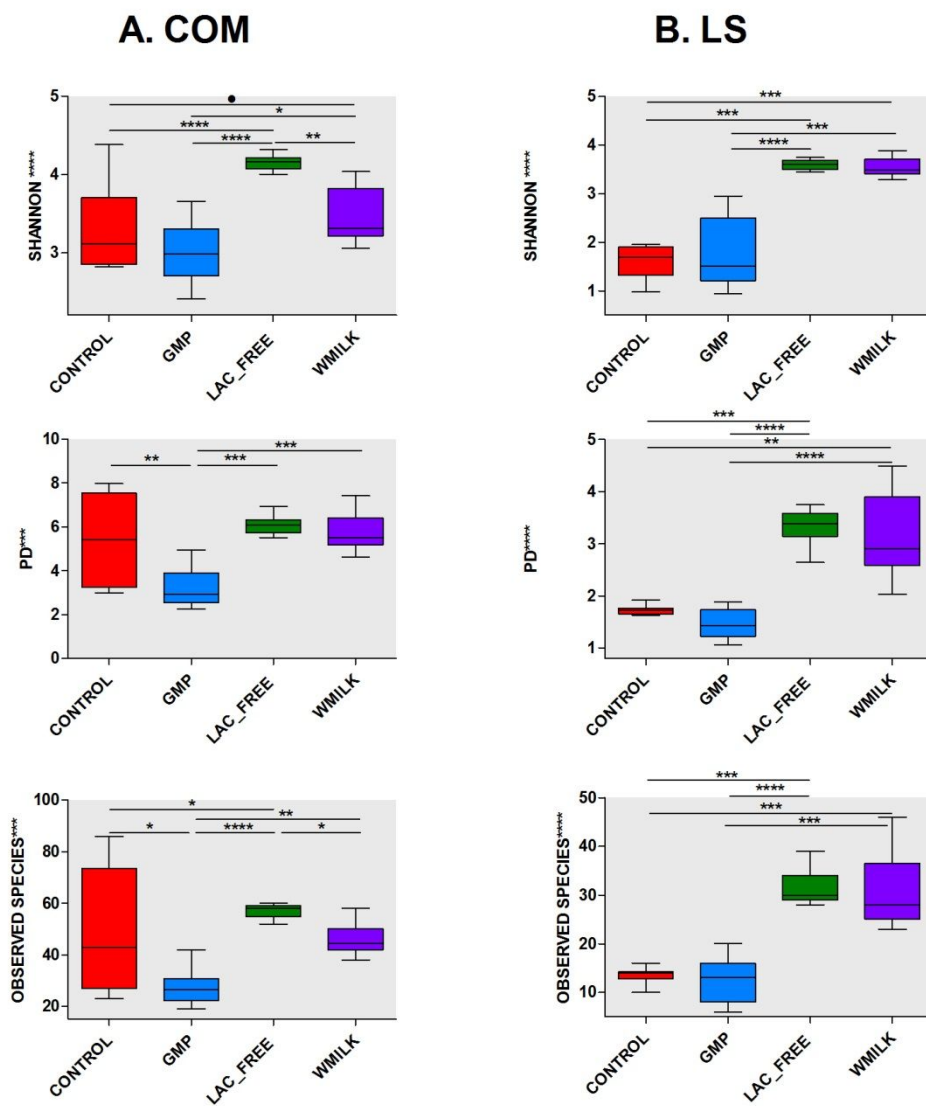 A. COM
B. LS
SHANNON ****
5
4
3
•
*
****
****
**
CONTROL
GMP
LAC_FREE
WMILK
SHANNON ****
5
4
3
2
1
***
***
***
****
CONTROL
GMP
LAC_FREE
WMILK
PD***
10
8
6
4
2
0
***
**
***
CONTROL
GMP
LAC_FREE
WMILK
PD****
5
4
3
2
1
***
****
**
****
CONTROL
GMP
LAC_FREE
WMILK
OBSERVED SPECIES***
100
80
60
40
20
*
**
*
****
*
CONTROL
GMP
LAC_FREE
WMILK
OBSERVED SPECIES****
50
40
30
20
10
***
****
***
***
CONTROL
GMP
LAC_FREE
WMILK